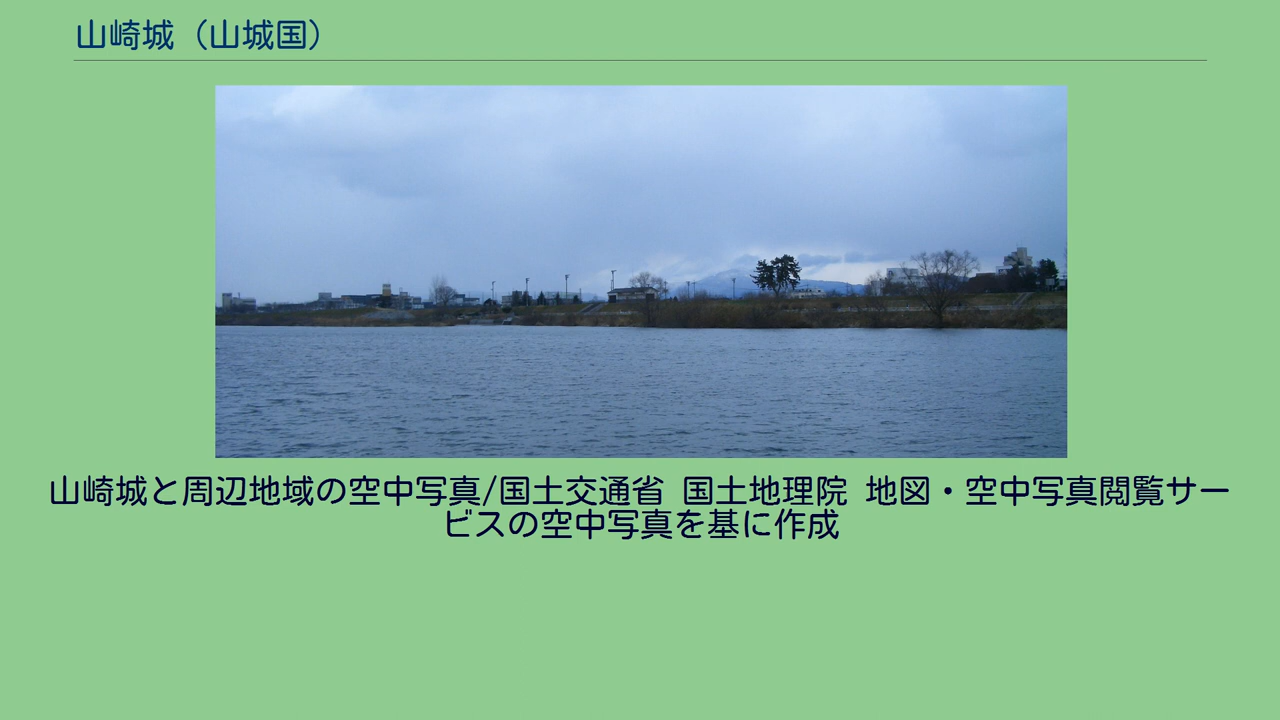 山崎城（山城国）
山崎城と周辺地域の空中写真/国土交通省 国土地理院 地図・空中写真閲覧サー
ビスの空中写真を基に作成